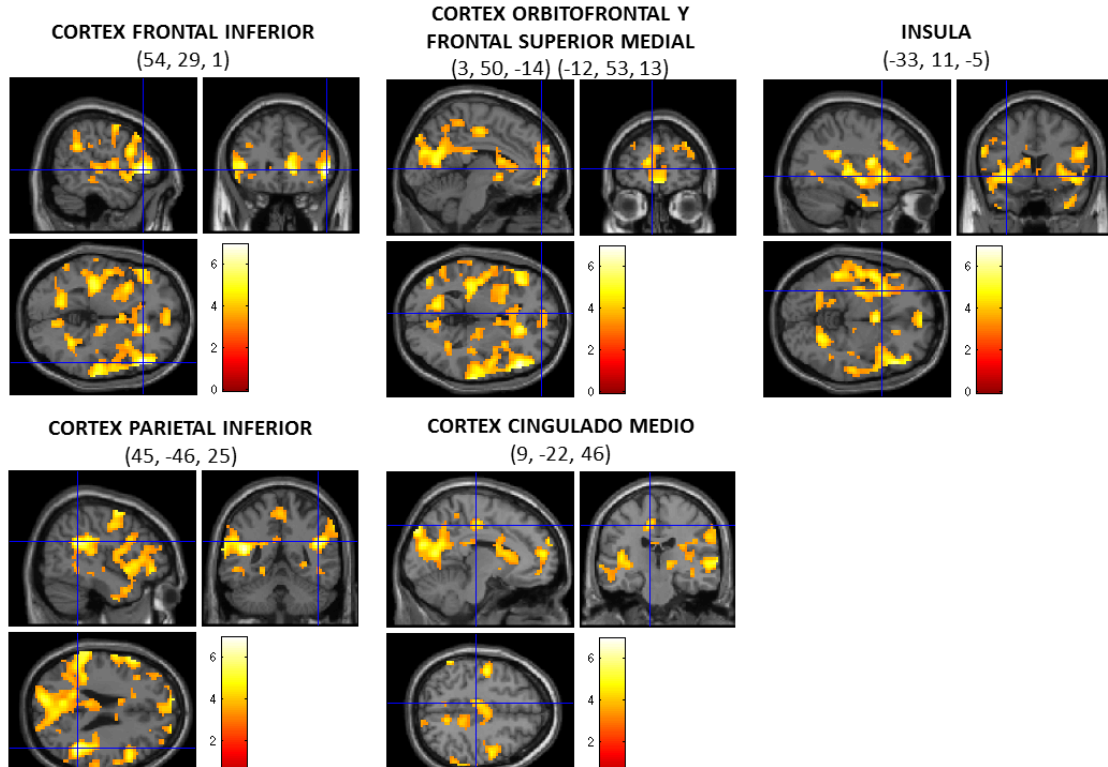 CORTEX FRONTAL INFERIOR
(54, 29, 1)
6
4
2
0
CORTEX ORBITOFRONTAL Y
FRONTAL SUPERIOR MEDIAL
(3, 50, -14) (-12, 53, 13)
6
4
2
0
INSULA
(-33, 11, -5)
6
4
2
0
CORTEX PARIETAL INFERIOR
(45, -46, 25)
6
4
2
CORTEX CINGULADO MEDIO
(9, -22, 46)
6
4
2